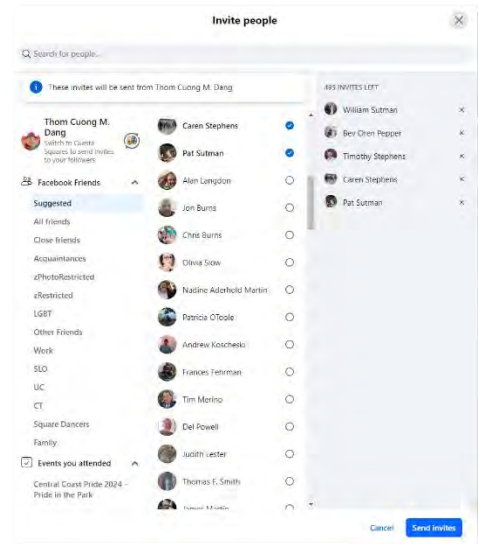 Invite people
Search for people...
These invites will be sent from Thom Cuong M. Dang
Thom Cuong M.
Dang
Switch to Cuesta
Squares to send invites
to your followers
Facebook Friends
Suggested
All friends
Close friends
Acquaintances
zPhotoRestricted
zRestricted
LGBT
Other Friends
Work
SLO
UC
CT
Square Dancers
Family
Events you attended
Central Coast Pride 2024 –
Pride in the Park
Caren Stephens
Pat Sutman
Alan Langdon
Jon Burns
Chris Burns
Olivia Slow
Nadine Aderhold Martin
Patricia OToole
Andrew Koscheski
Frances Fehrman
Tim Merino
Del Powell
Judith Lester
Thomas F. Smith
James Martin
INVITES LEFT
William Sutman
Bev Oren Pepper
Timothy Stephens
Caren Stephens
Pat Sutman
Cancel
Send invites